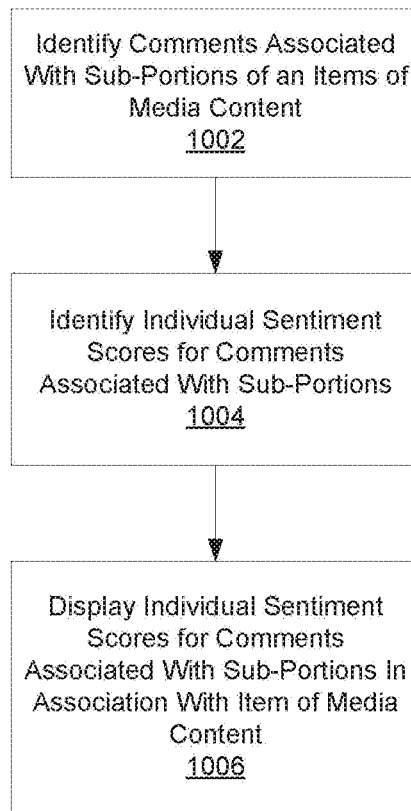 Identify Comments Associated
With Sub-Portions of an Items of
Media Content
1002
Identify Individual Sentiment
Scores for Comments
Associated With Sub-Portions
1004
Display Individual Sentiment
Scores for Comments
Associated With Sub-Portions In
Association With Item of Media
Content
1006